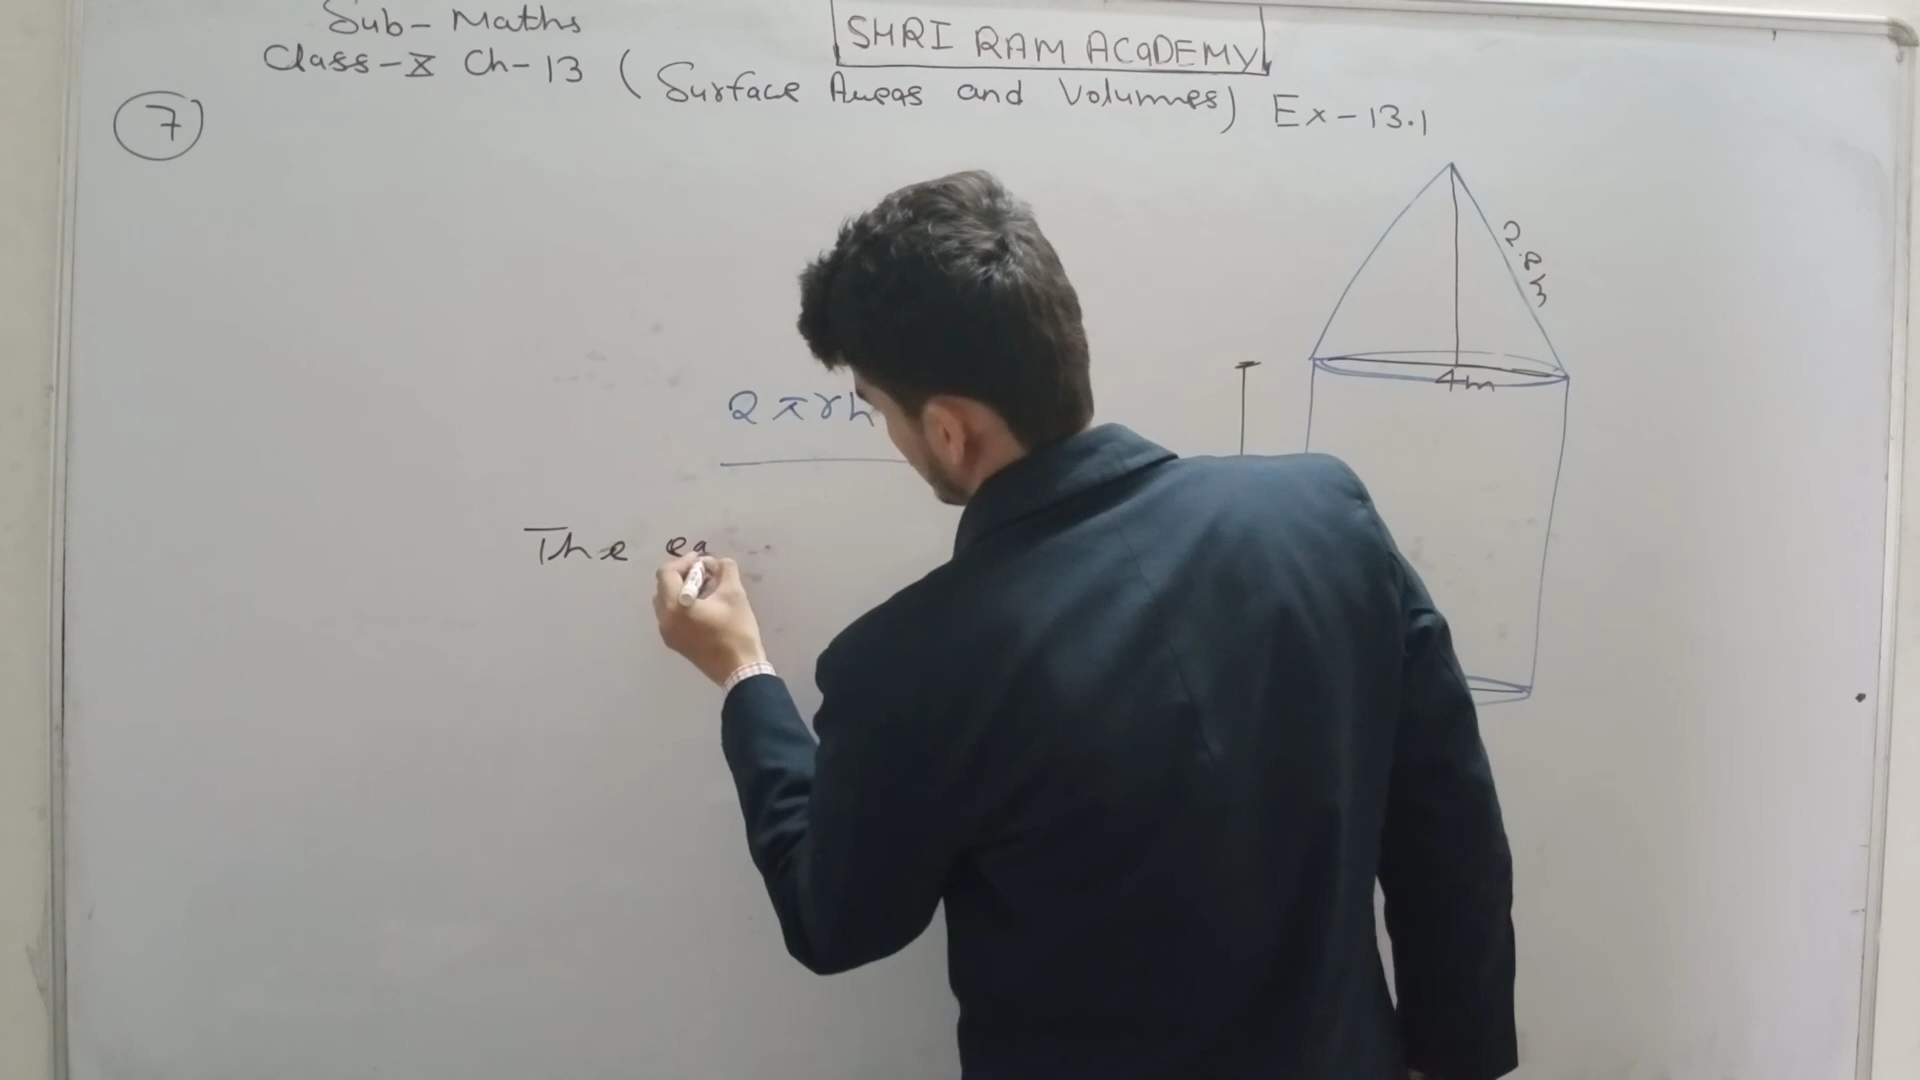 Sub- Maths
SHRI RAM ACADEMY
Class-X Ch-13 (Surface Areas and Volumes) Ex-13.1
7
2.8m
4m
2πrh
The ea